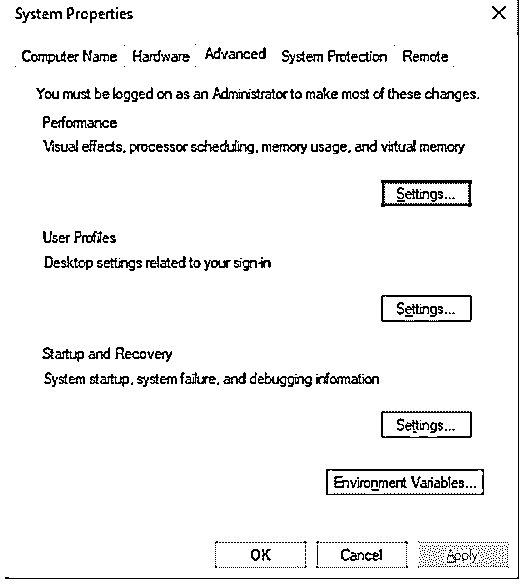 System Properties
Computer Name Hardware Advanced System Protection Remote
You must be logged on as an Administrator to make most of these changes.
Performance
Visual effects, processor scheduling, memory usage, and virtual memory
Settings...
User Profiles
Desktop settings related to your sign-in
Settings...
Startup and Recovery
System startup, system failure, and debugging information
Settings...
Environment Variables...
OK Cancel Apply